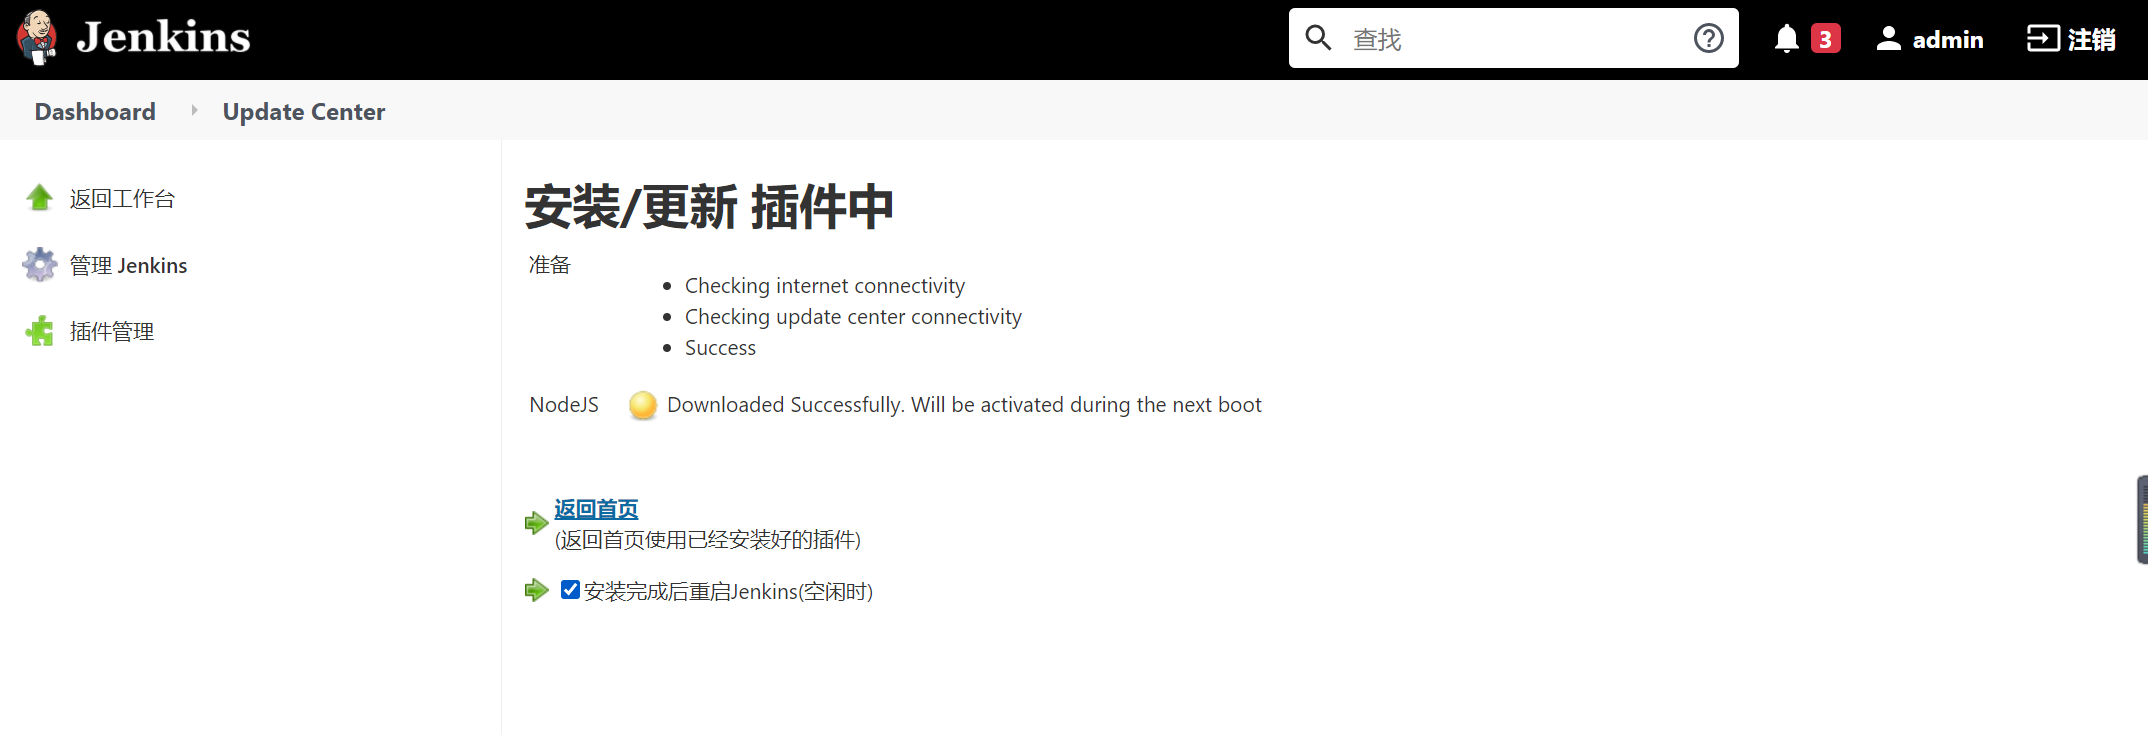 Jenkins
查找
3
admin
注销
Dashboard
Update Center
返回工作台
管理 Jenkins
插件管理
安装/更新 插件中
准备
Checking internet connectivity
Checking update center connectivity
Success
NodeJS
Downloaded Successfully. Will be activated during the next boot
返回首页
(返回首页使用已经安装好的插件)
安装完成后重启Jenkins(空闲时)